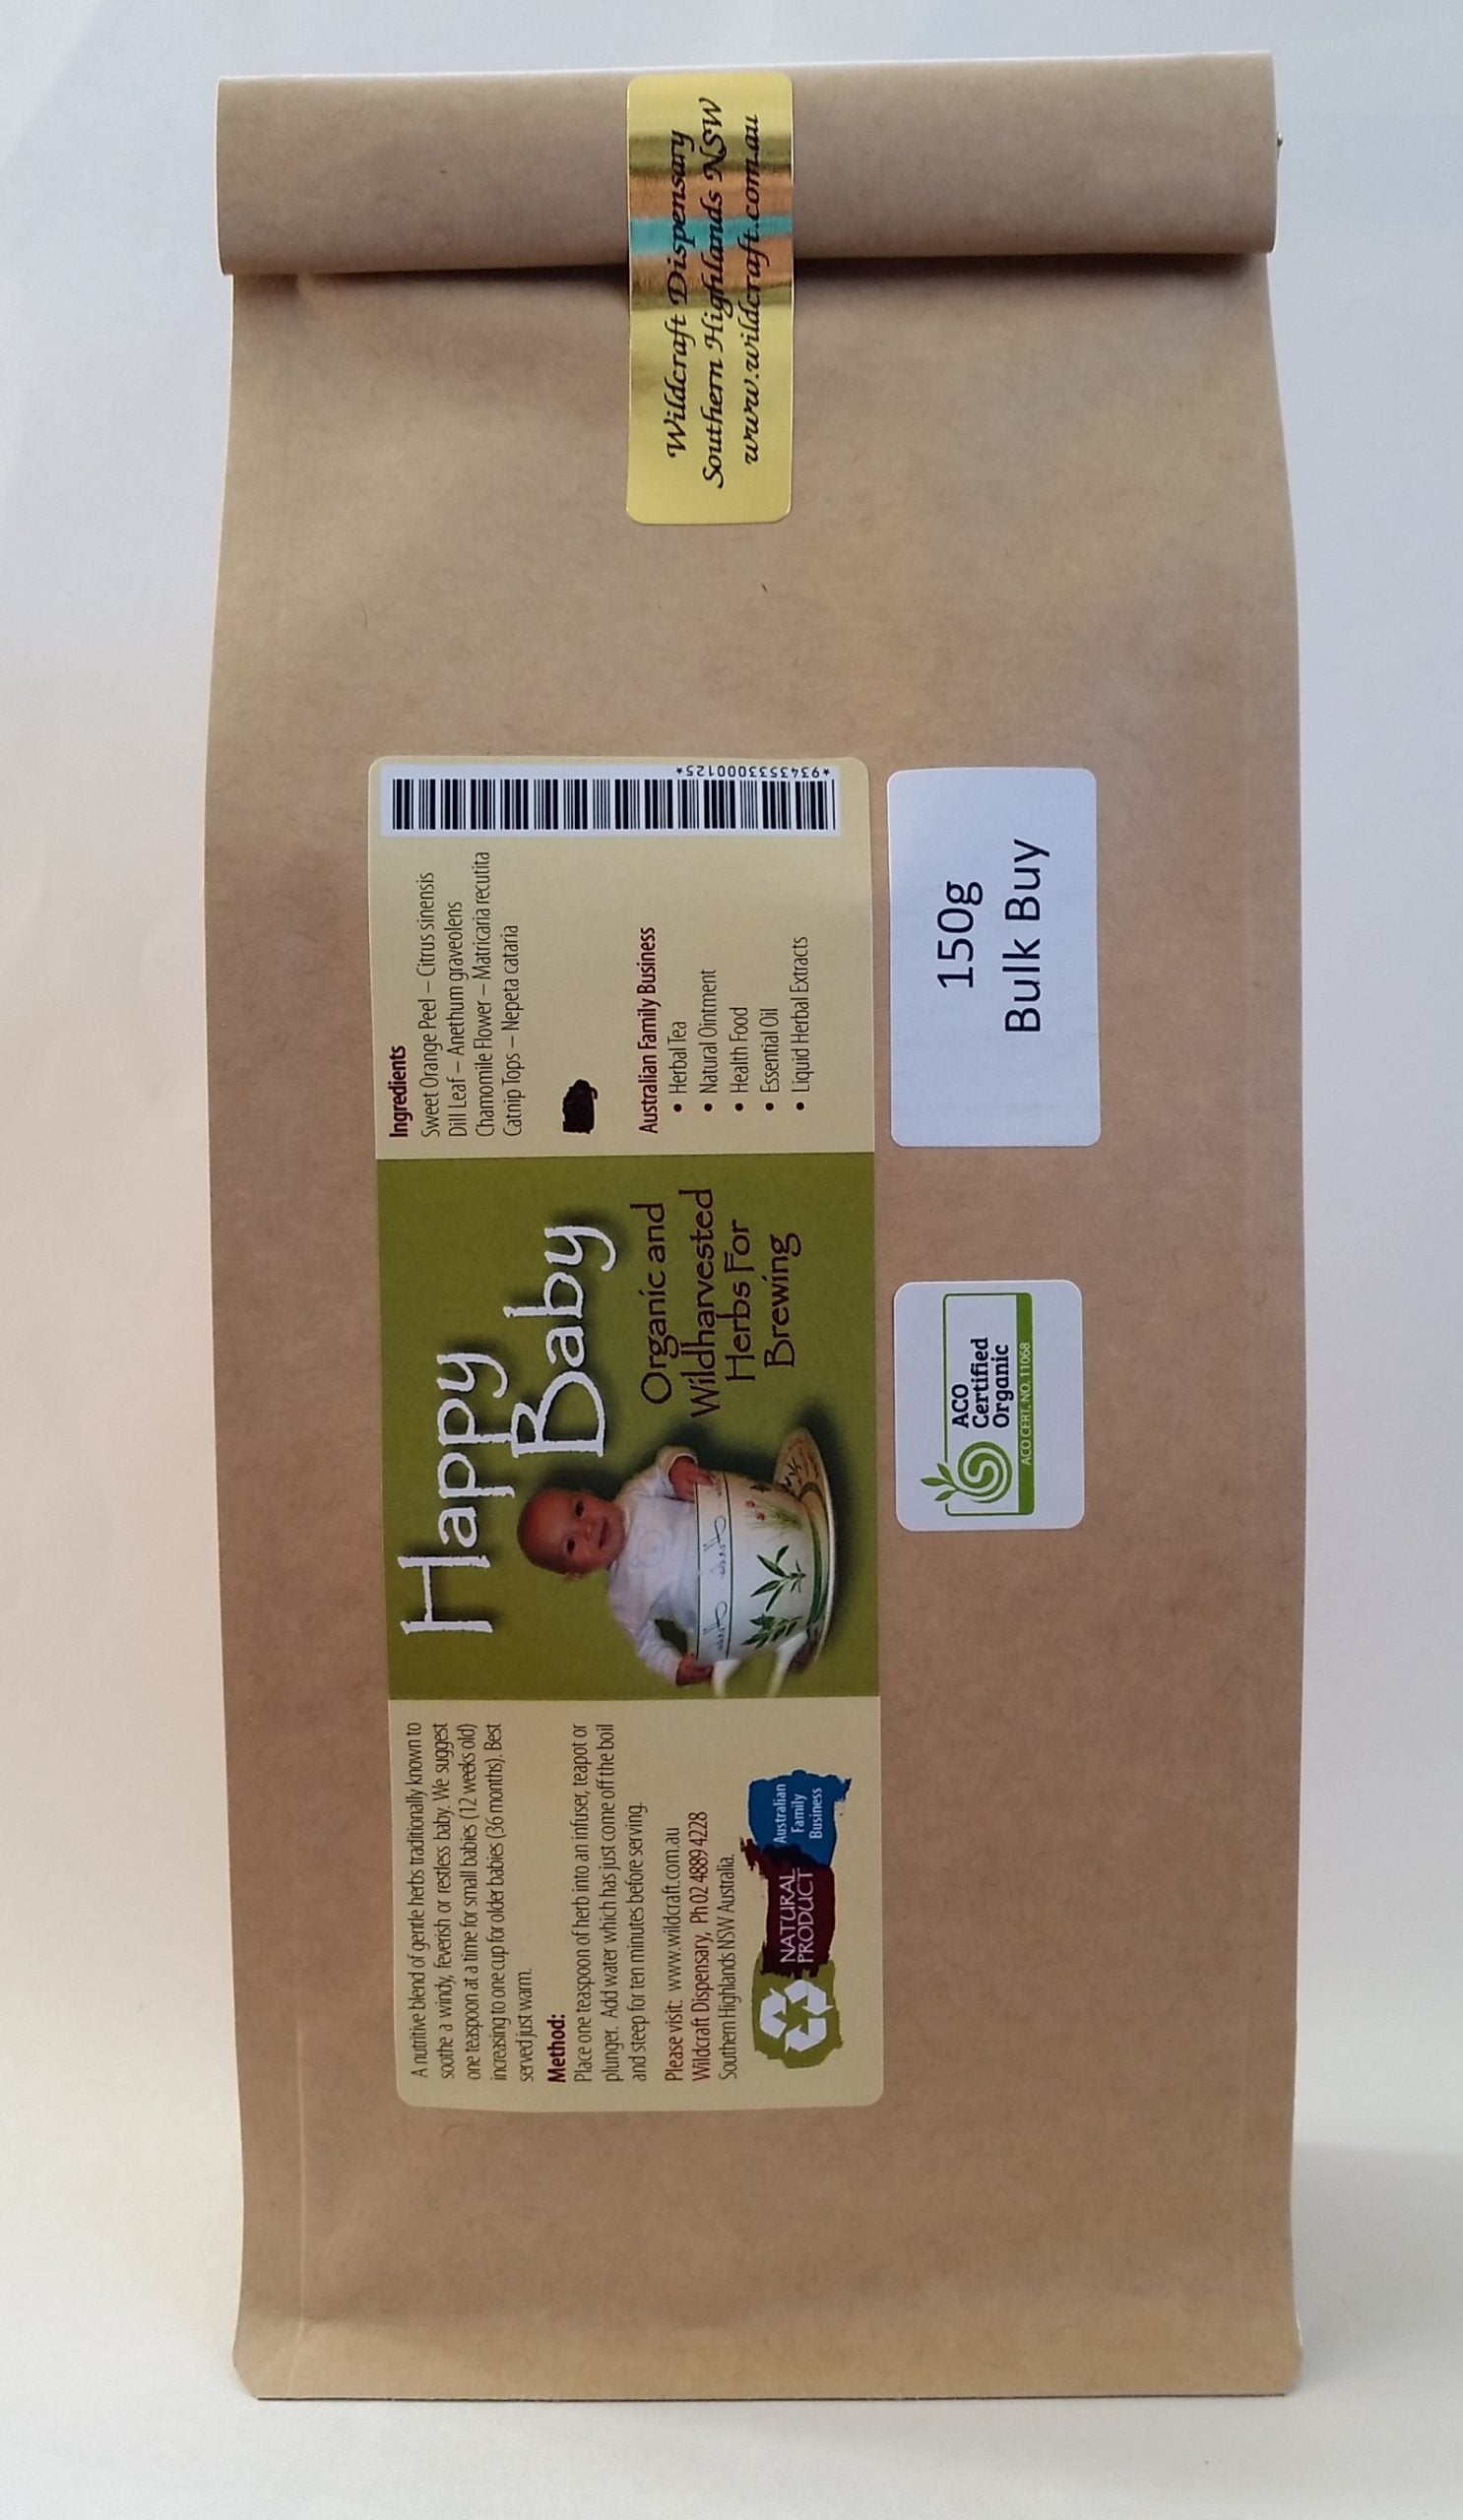 Wildcraft Dispensary
Southern Highlands NSW
www.wildcraft.com.au
A nutritive blend of gentle herbs traditionally known to
soothe a windy, feverish or restless baby. We suggest
one teaspoon at a time for small babies (12 weeks old)
increasing to one cup for older babies (36 months). Best
served just warm.
Method:
Place one teaspoon of herb into an infuser, teapot or
plunger. Add water which has just come off the boil
and steep for ten minutes before serving.
Please visit: www.wildcraft.com.au
Wildcraft Dispensary, Ph 02 4889 4228
Southern Highlands NSW Australia.
NATURAL
PRODUCT
Australian
Family
Business
Happy
Baby
Organic and
Wildharvested
Herbs For
Brewing
Ingredients
Sweet Orange Peel – Citrus sinensis
Dill Leaf – Anethum graveolens
Chamomile Flower – Matricaria recutita
Catnip Tops – Nepeta cataria
Australian Family Business
• Herbal Tea
• Natural Ointment
• Health Food
• Essential Oil
• Liquid Herbal Extracts
*9343533000125*
ACO
Certified
Organic
ACO CERT. NO. 11068
150g
Bulk Buy